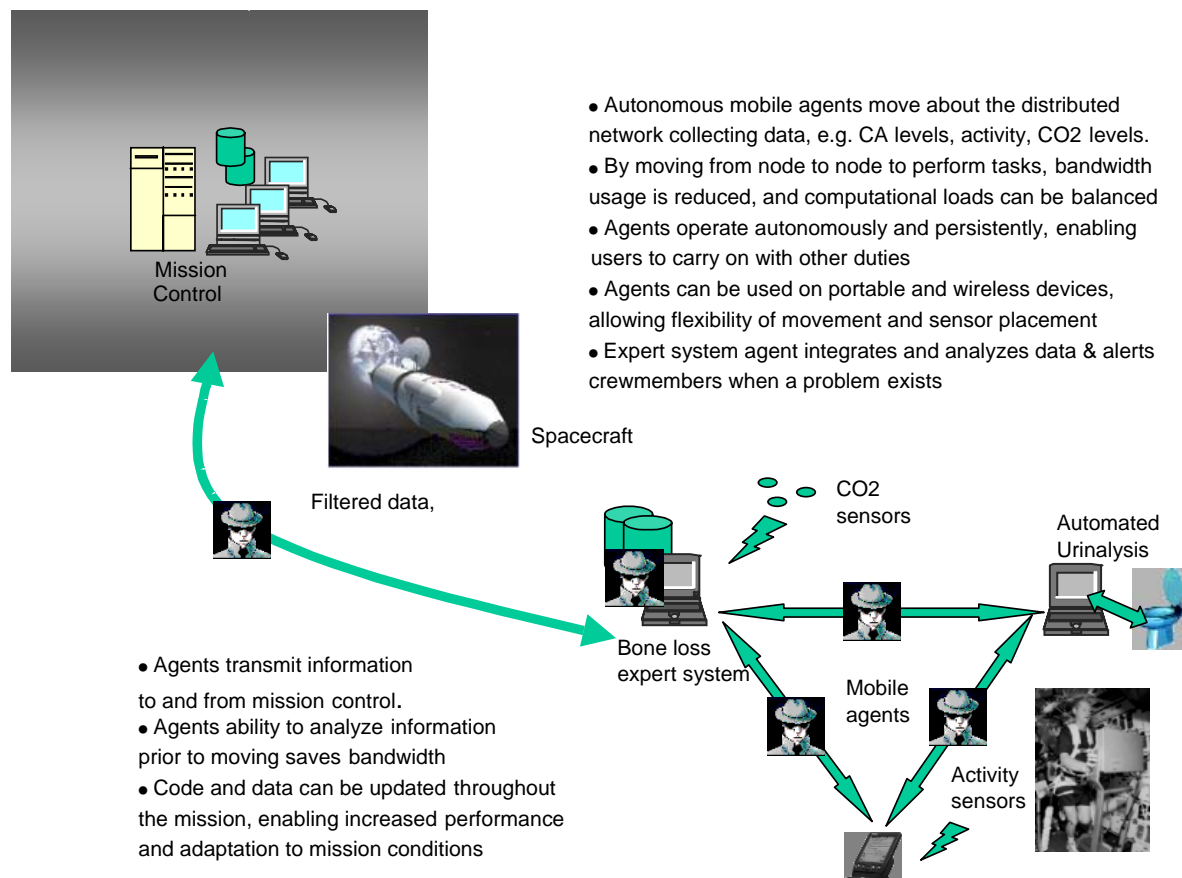 ● Autonomous mobile agents move about the distributed
network collecting data, e.g. CA levels, activity, CO2 levels.
● By moving from node to node to perform tasks, bandwidth
usage is reduced, and computational loads can be balanced
● Agents operate autonomously and persistently, enabling
users to carry on with other duties
● Agents can be used on portable and wireless devices,
allowing flexibility of movement and sensor placement
● Expert system agent integrates and analyzes data & alerts
crewmembers when a problem exists
Mission
Control
Spacecraft
Filtered data,
CO2
sensors
Automated
Urinalysis
Bone loss
expert system
Mobile
agents
Activity
sensors
● Agents transmit information
to and from mission control.
● Agents ability to analyze information
prior to moving saves bandwidth
● Code and data can be updated throughout
the mission, enabling increased performance
and adaptation to mission conditions